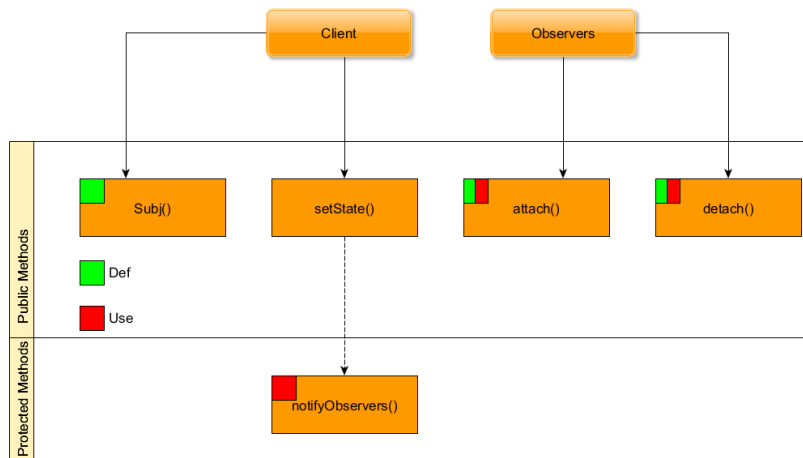 Client
Observers
Public Methods
Subj()
setState()
attach()
detach()
Def
Use
Protected Methods
notifyObservers()